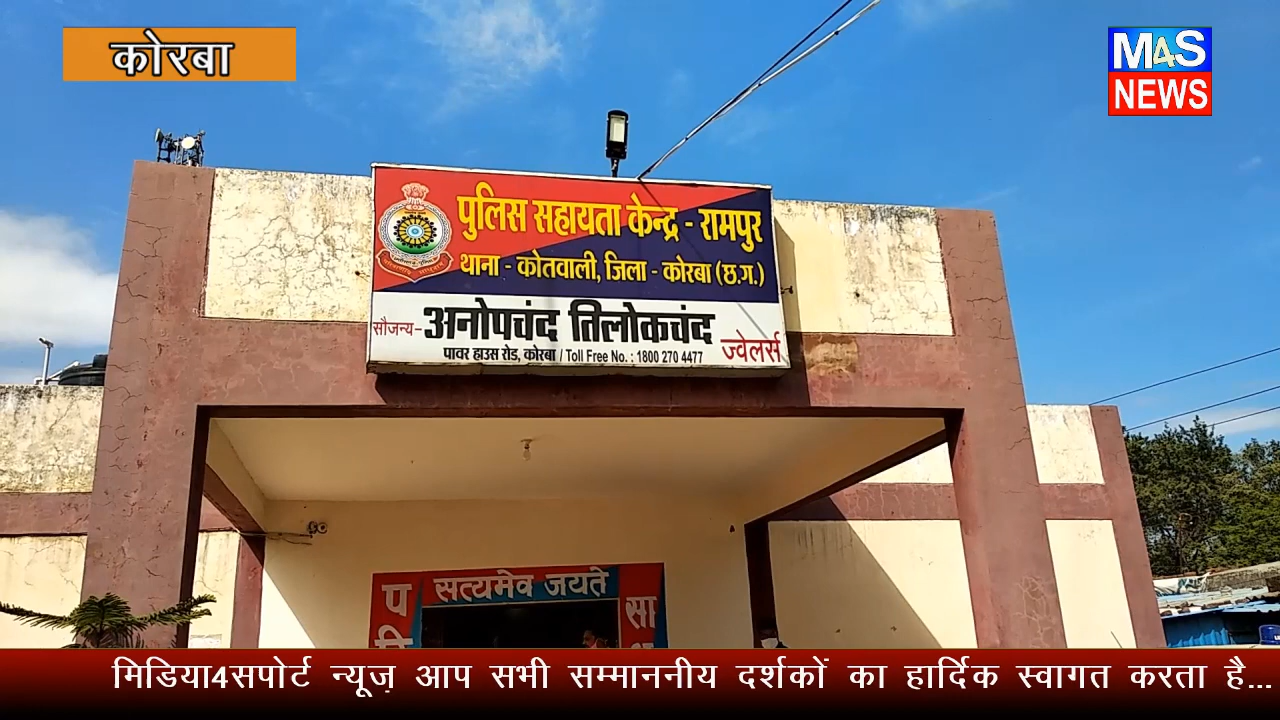 कोरबा
M4S
NEWS
पुलिस सहायता केन्द्र - रामपुर
थाना - कोतवाली, जिला - कोरबा (छ.ग.)
सौजन्य- अनोपचंद तिलोकचंद ज्वेलर्स
पावर हाउस रोड, कोरबा / Toll Free No. : 1800 270 4477
सत्यमेव जयते
प
सा
मिडिया4सपोर्ट न्यूज़ आप सभी सम्माननीय दर्शकों का हार्दिक स्वागत करता है...